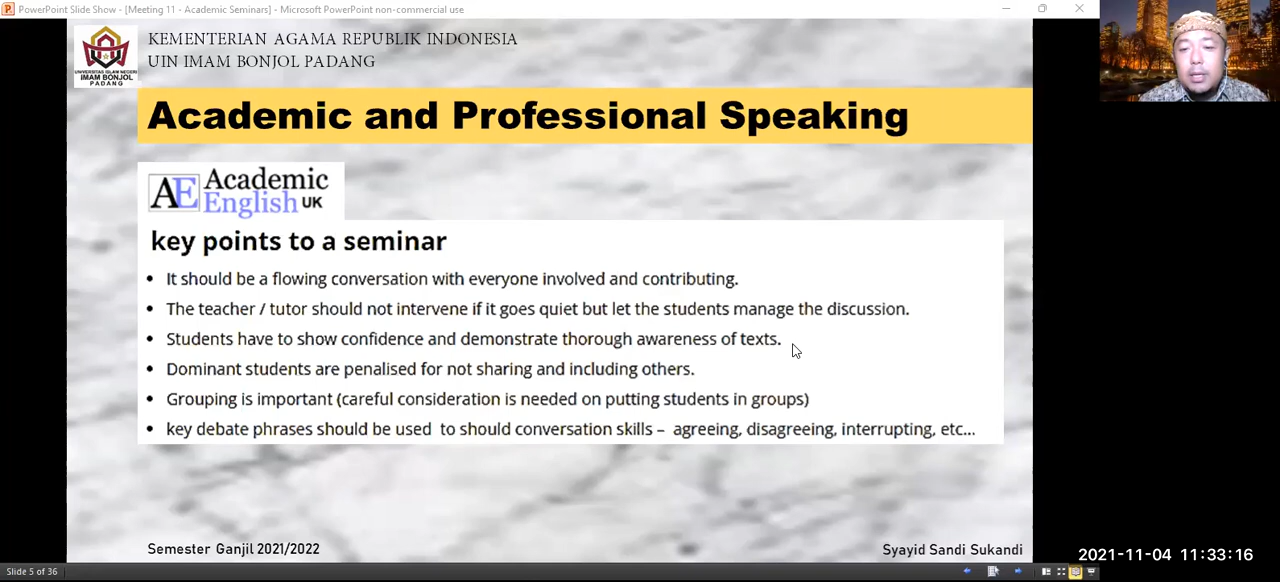 PowerPoint Slide Show - [Meeting 11 - Academic Seminars] - Microsoft PowerPoint non-commercial use
KEMENTERIAN AGAMA REPUBLIK INDONESIA
UIN IMAM BONJOL PADANG
UNIVERSITAS ISLAM NEGERI
IMAM BONJOL
PADANG
Academic and Professional Speaking
AE Academic
English UK
key points to a seminar
• It should be a flowing conversation with everyone involved and contributing.
• The teacher / tutor should not intervene if it goes quiet but let the students manage the discussion.
• Students have to show confidence and demonstrate thorough awareness of texts.
• Dominant students are penalised for not sharing and including others.
• Grouping is important (careful consideration is needed on putting students in groups)
• key debate phrases should be used to should conversation skills – agreeing, disagreeing, interrupting, etc...
Semester Ganjil 2021/2022
Syayid Sandi Sukandi
2021-11-04 11:33:16
Slide 5 of 36